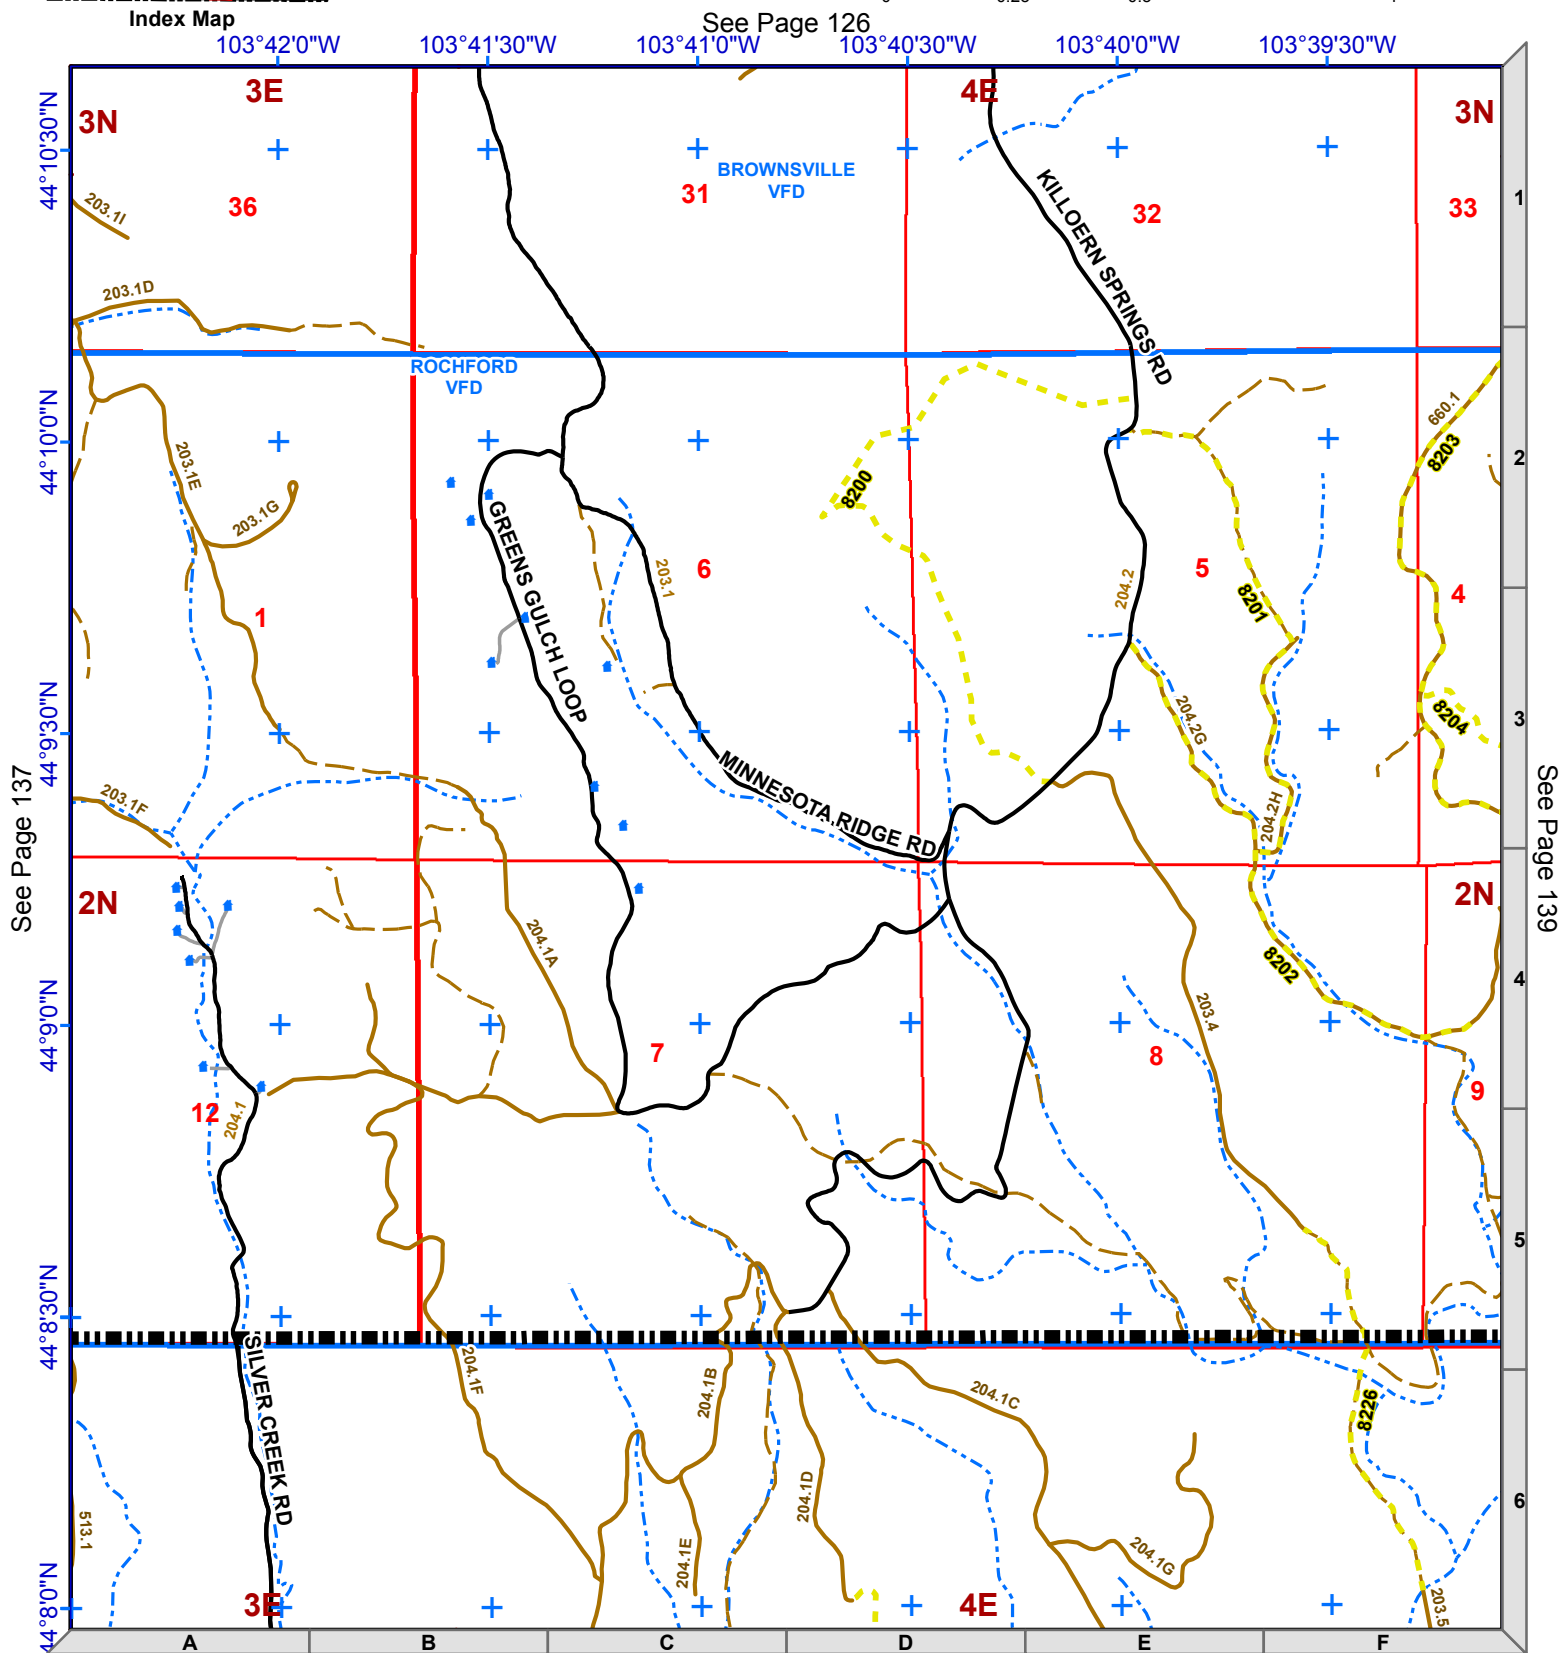 Index Map
See Page 126
103°42'0"W
103°41'30"W
103°41'0"W
103°40'30"W
103°40'0"W
103°39'30"W
3E
4E
3N
3N
44°10'30"N
BROWNSVILLE
VFD
36
31
32
33
1
203.1I
KILLOERN SPRINGS RD
203.1D
ROCHFORD
VFD
660.1
8203
44°10'0"N
2
203.1E
203.1G
8200
GREENS GULCH LOOP
203.1
6
204.2
5
8201
4
1
204.2G
8204
3
44°9'30"N
See Page 137
See Page 139
MINNESOTA RIDGE RD
203.1F
204.2H
2N
2N
204.1A
8202
4
203.4
44°9'0"N
7
8
9
12
204.1
5
44°8'30"N
SILVER CREEK RD
204.1F
204.1B
204.1C
8226
204.1D
6
513.1
204.1E
204.1G
203.5
44°8'0"N
3E
4E
A
B
C
D
E
F